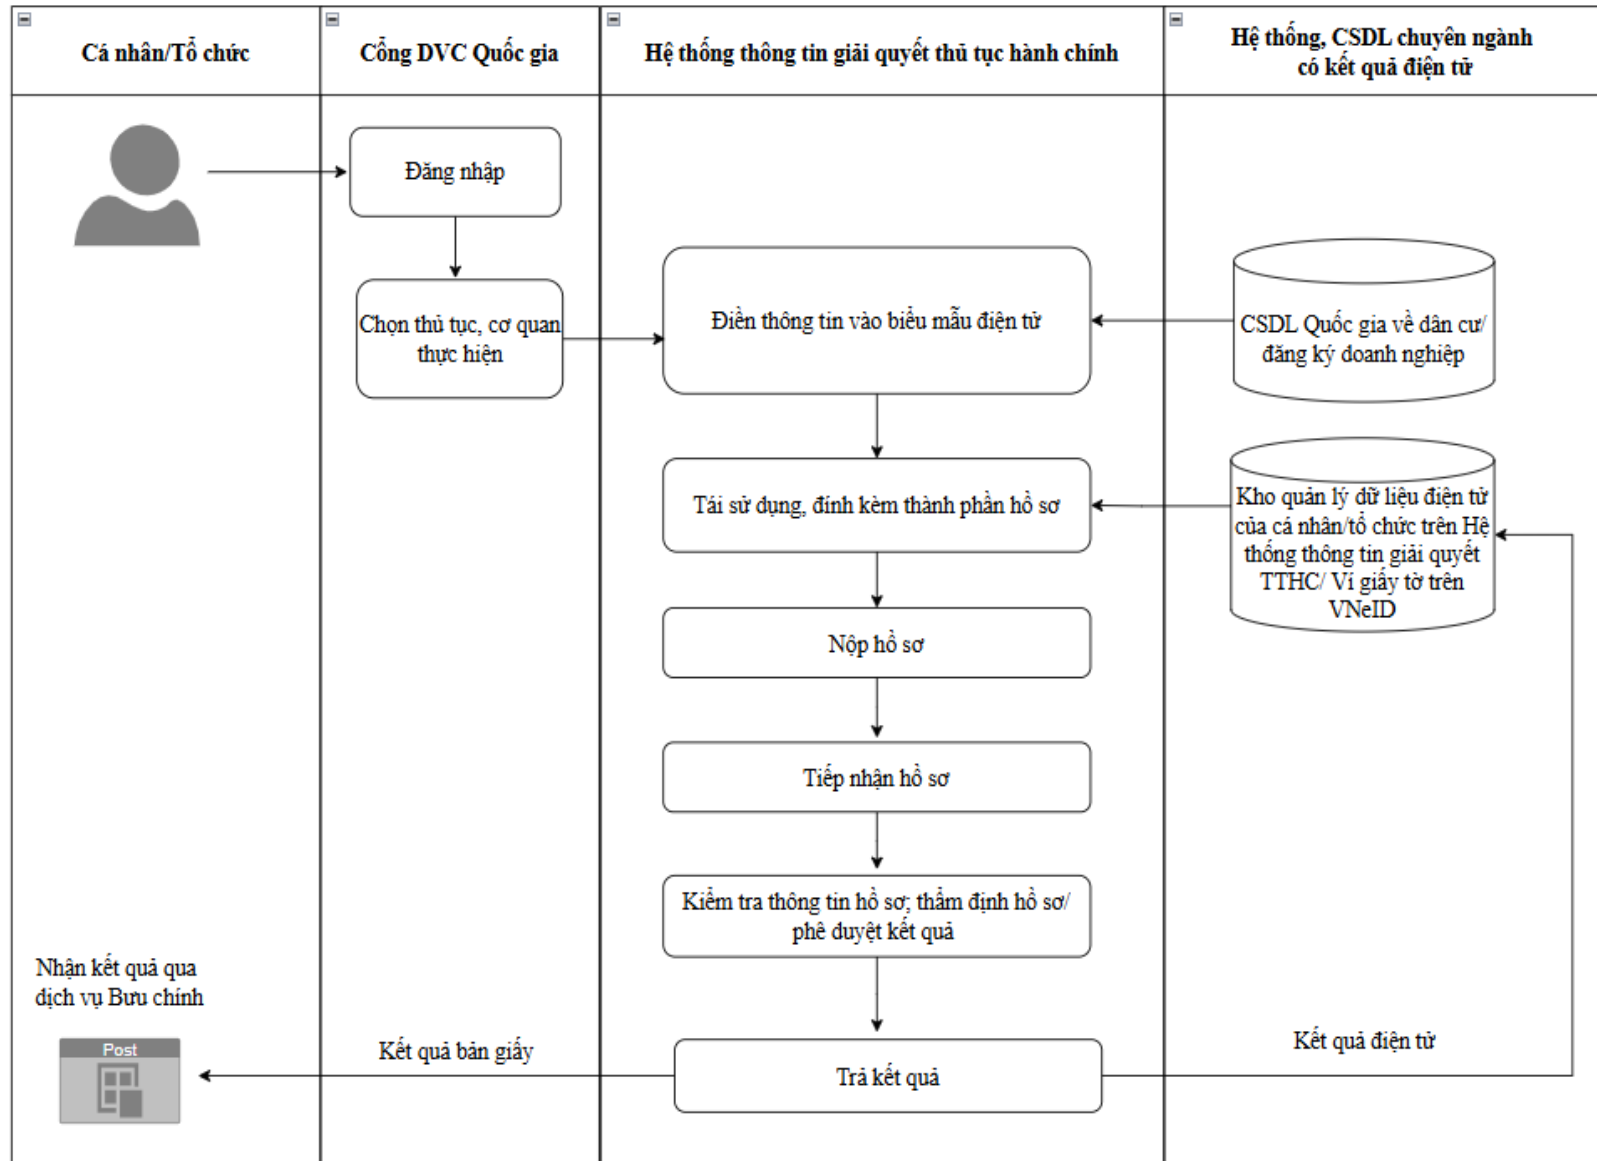 Cá nhân/Tổ chức
Cổng DVC Quốc gia
Hệ thống thông tin giải quyết thủ tục hành chính
Hệ thống, CSDL chuyên ngành
có kết quả điện tử
Đăng nhập
Chọn thủ tục, cơ quan
thực hiện
Điền thông tin vào biểu mẫu điện tử
CSDL Quốc gia về dân cư/
đăng ký doanh nghiệp
Tái sử dụng, đính kèm thành phần hồ sơ
Kho quản lý dữ liệu điện tử
của cá nhân/tổ chức trên Hệ
thống thông tin giải quyết
TTHC/ Ví giấy tờ trên
VNeID
Nộp hồ sơ
Tiếp nhận hồ sơ
Kiểm tra thông tin hồ sơ; thẩm định hồ sơ/
phê duyệt kết quả
Nhận kết quả qua
dịch vụ Bưu chính
Post
Kết quả bản giấy
Trả kết quả
Kết quả điện tử